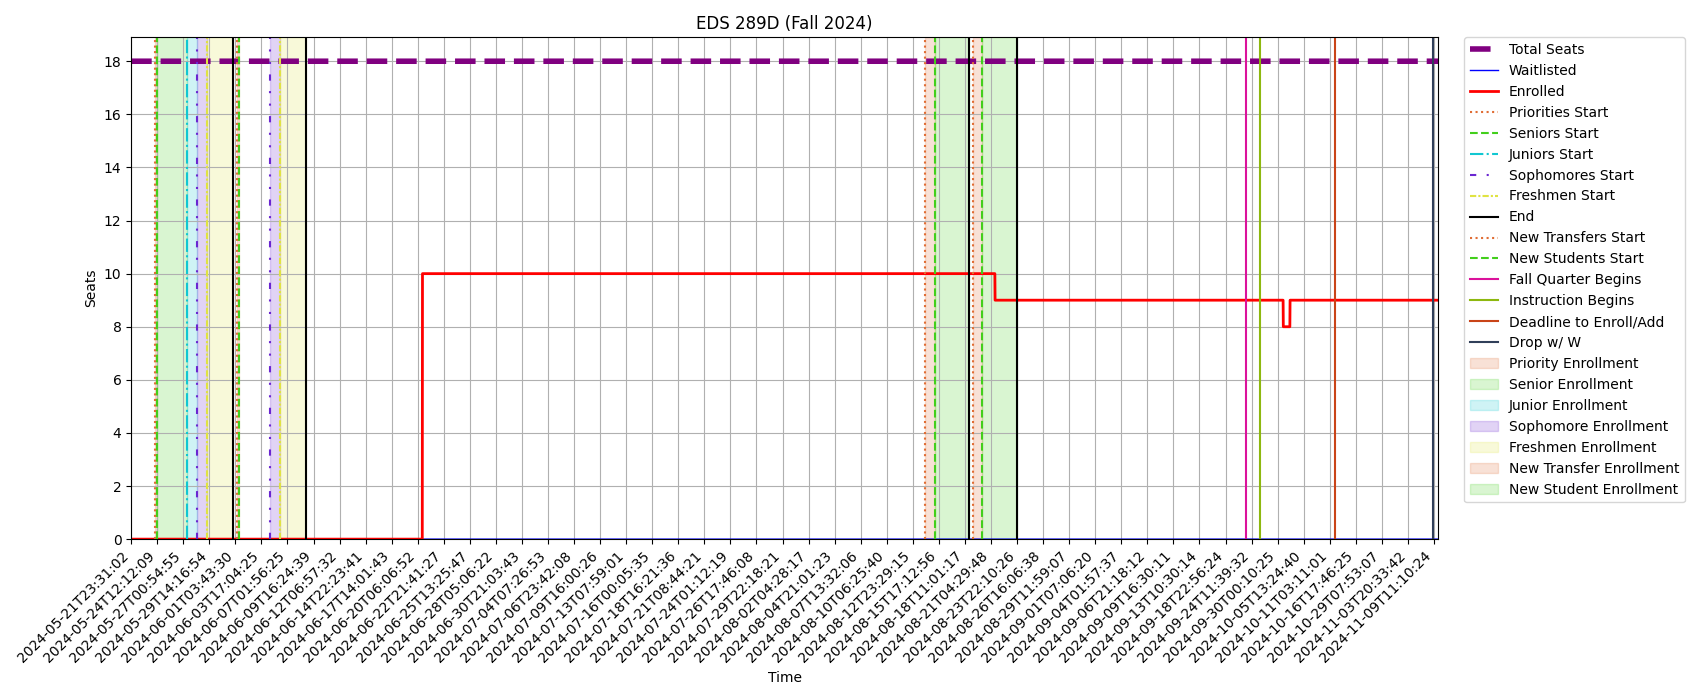 EDS 289D (Fall 2024)
Seats
18
16
14
12
10
8
6
4
2
0
2024-05-21T23:31:02
2024-05-24T12:12:09
2024-05-27T00:54:55
2024-05-29T14:16:54
2024-06-01T03:43:30
2024-06-03T17:04:25
2024-06-07T01:56:25
2024-06-09T16:24:39
2024-06-12T06:57:32
2024-06-14T22:23:41
2024-06-17T14:01:43
2024-06-20T06:06:52
2024-06-22T21:41:27
2024-06-25T13:25:47
2024-06-28T05:06:22
2024-06-30T21:03:43
2024-07-04T07:26:53
2024-07-06T23:42:08
2024-07-09T16:00:26
2024-07-13T07:59:01
2024-07-16T00:05:35
2024-07-18T16:21:36
2024-07-21T08:44:21
2024-07-24T01:12:19
2024-07-26T17:46:08
2024-07-29T22:18:21
2024-08-02T04:28:17
2024-08-04T21:01:23
2024-08-07T13:32:06
2024-08-10T06:25:40
2024-08-12T23:29:15
2024-08-15T17:12:56
2024-08-18T11:01:17
2024-08-21T04:29:48
2024-08-23T22:10:26
2024-08-26T16:06:38
2024-08-29T11:59:07
2024-09-01T07:06:20
2024-09-04T01:57:37
2024-09-06T21:18:12
2024-09-09T16:30:11
2024-09-13T10:30:14
2024-09-18T22:56:24
2024-09-24T11:39:32
2024-09-30T00:10:25
2024-10-05T13:24:40
2024-10-11T03:11:01
2024-10-16T17:46:25
2024-10-29T07:53:07
2024-11-03T20:33:42
2024-11-09T11:10:24
Time
Total Seats
Waitlisted
Enrolled
Priorities Start
Seniors Start
Juniors Start
Sophomores Start
Freshmen Start
End
New Transfers Start
New Students Start
Fall Quarter Begins
Instruction Begins
Deadline to Enroll/Add
Drop w/ W
Priority Enrollment
Senior Enrollment
Junior Enrollment
Sophomore Enrollment
Freshmen Enrollment
New Transfer Enrollment
New Student Enrollment